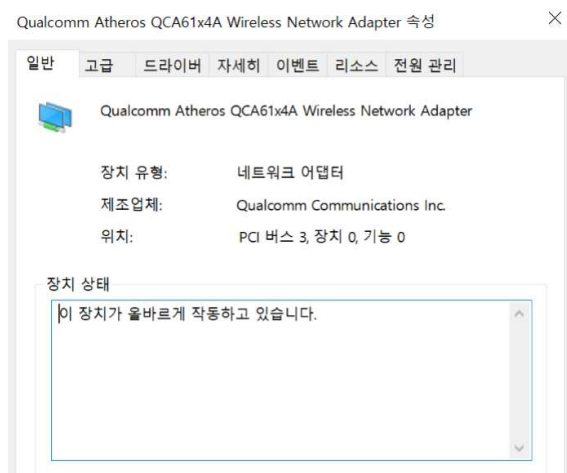 Qualcomm Atheros QCA61x4A Wireless Network Adapter 속성
일반 고급 드라이버 자세히 이벤트 리소스 전원 관리
Qualcomm Atheros QCA61x4A Wireless Network Adapter
장치 유형: 네트워크 어댑터
제조업체: Qualcomm Communications Inc.
위치: PCI 버스 3, 장치 0, 기능 0
장치 상태
이 장치가 올바르게 작동하고 있습니다.